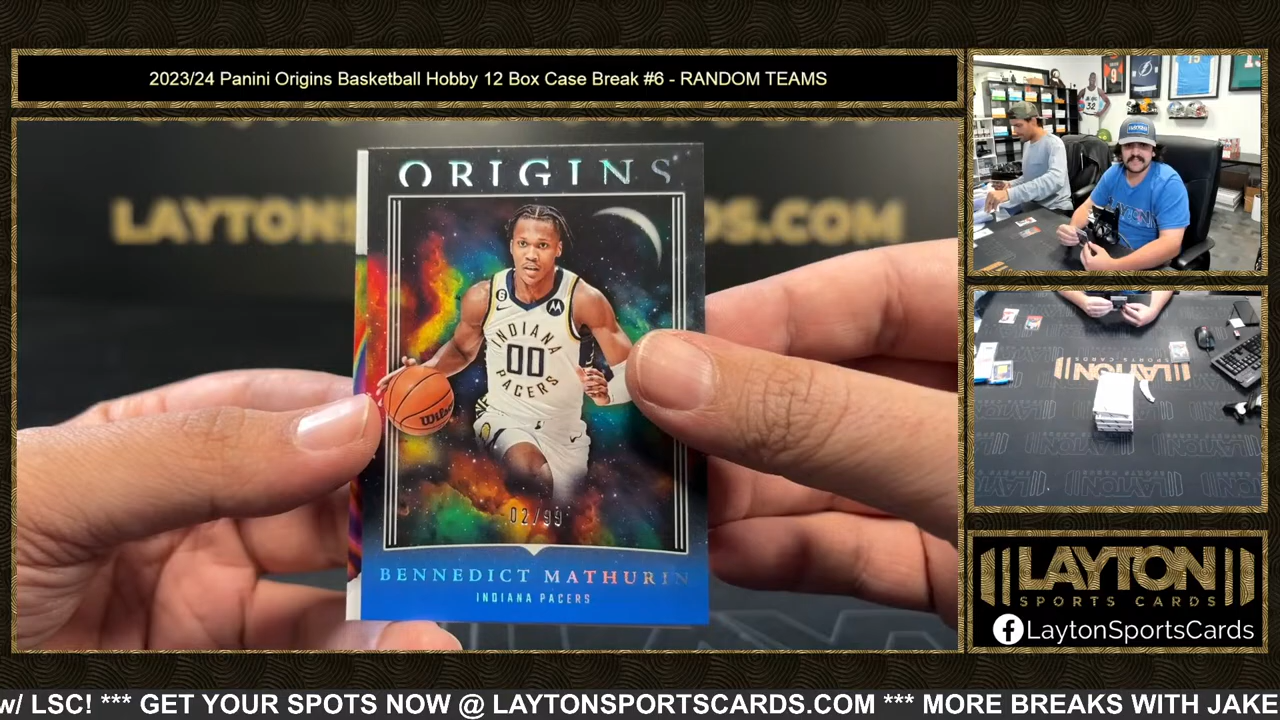 2023/24 Panini Origins Basketball Hobby 12 Box Case Break #6 - RANDOM TEAMS
ORIGINS
INDIANA
00
PACERS
02/99
BENNEDICT MATHURIN
INDIANA PACERS
LAYTON
SPORTS CARDS
LaytonSportsCards
w/ LSC! *** GET YOUR SPOTS NOW @ LAYTONSPORTSCARDS.COM *** MORE BREAKS WITH JAKE